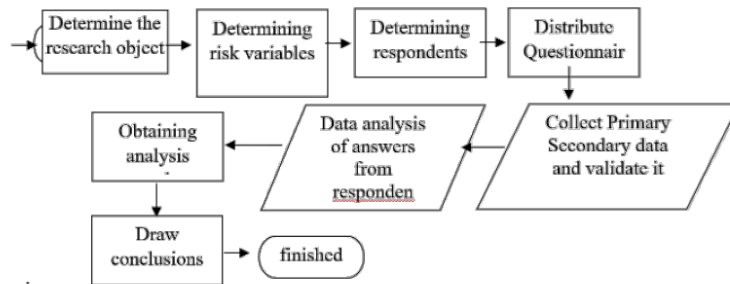 Determine the
research object
Determining
risk variables
Determining
respondents
Distribute
Questionnair
Collect Primary
Secondary data
and validate it
Data analysis
of answers
from
responden
Obtaining
analysis
Draw
conclusions
finished